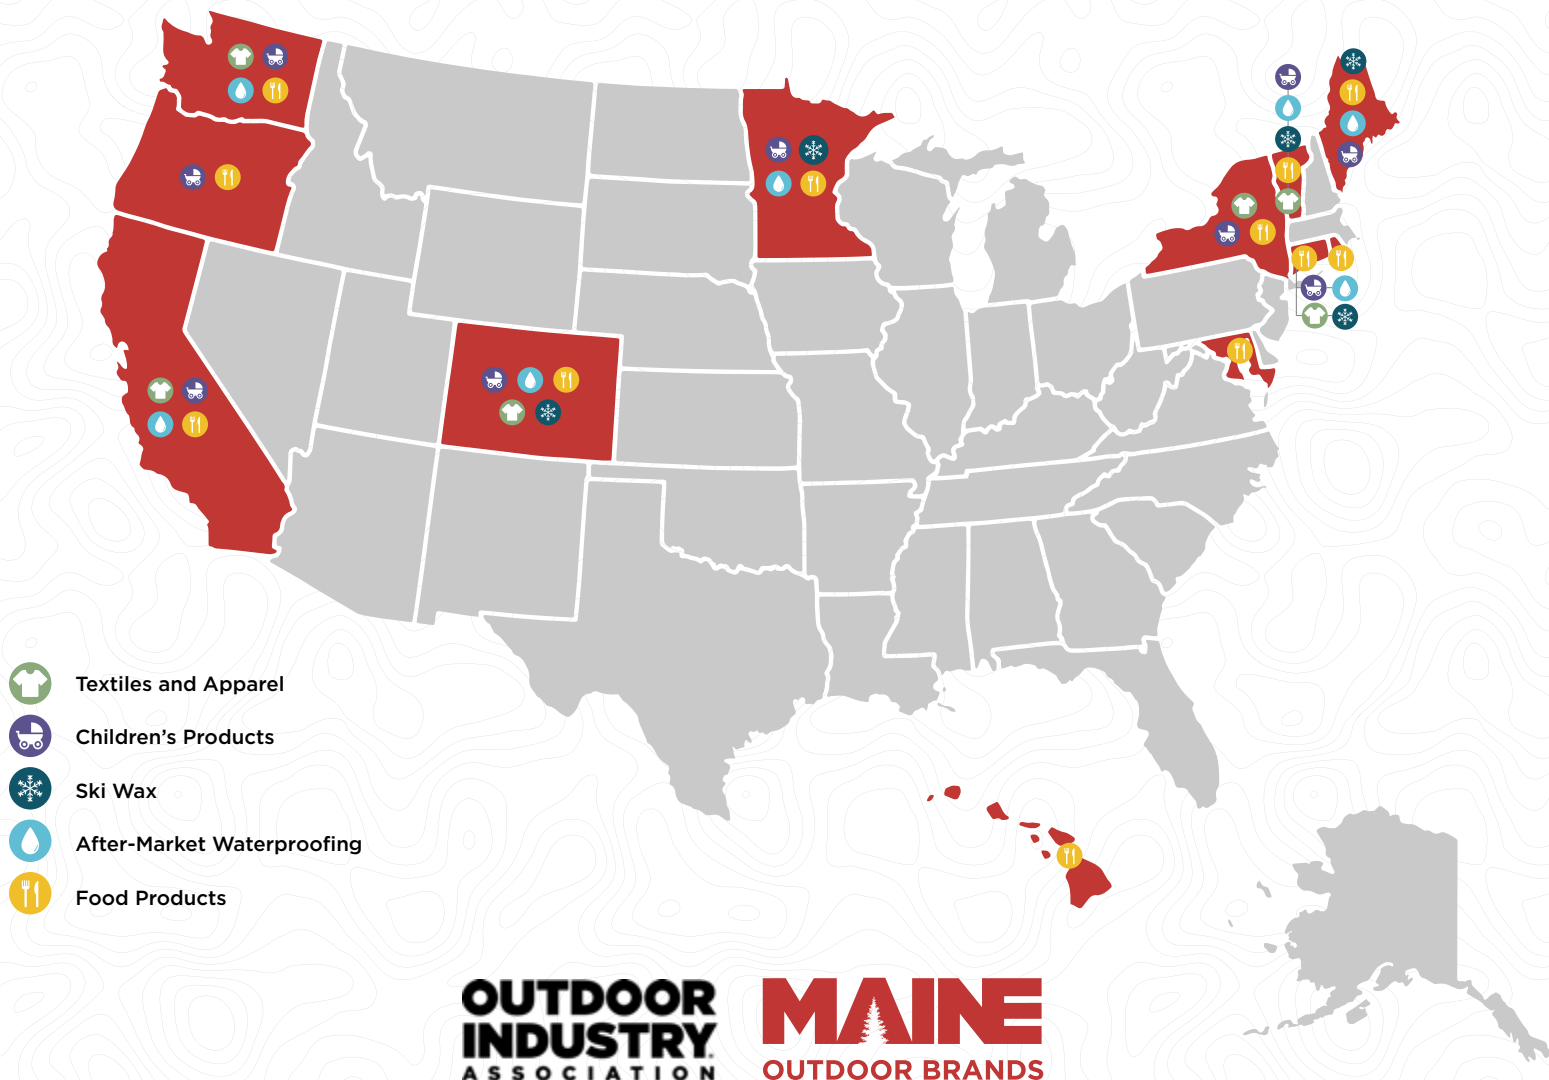 Textiles and Apparel
Children’s Products
Ski Wax
After-Market Waterproofing
Food Products
OUTDOOR
INDUSTRY
ASSOCIATION
MAINE
OUTDOOR BRANDS